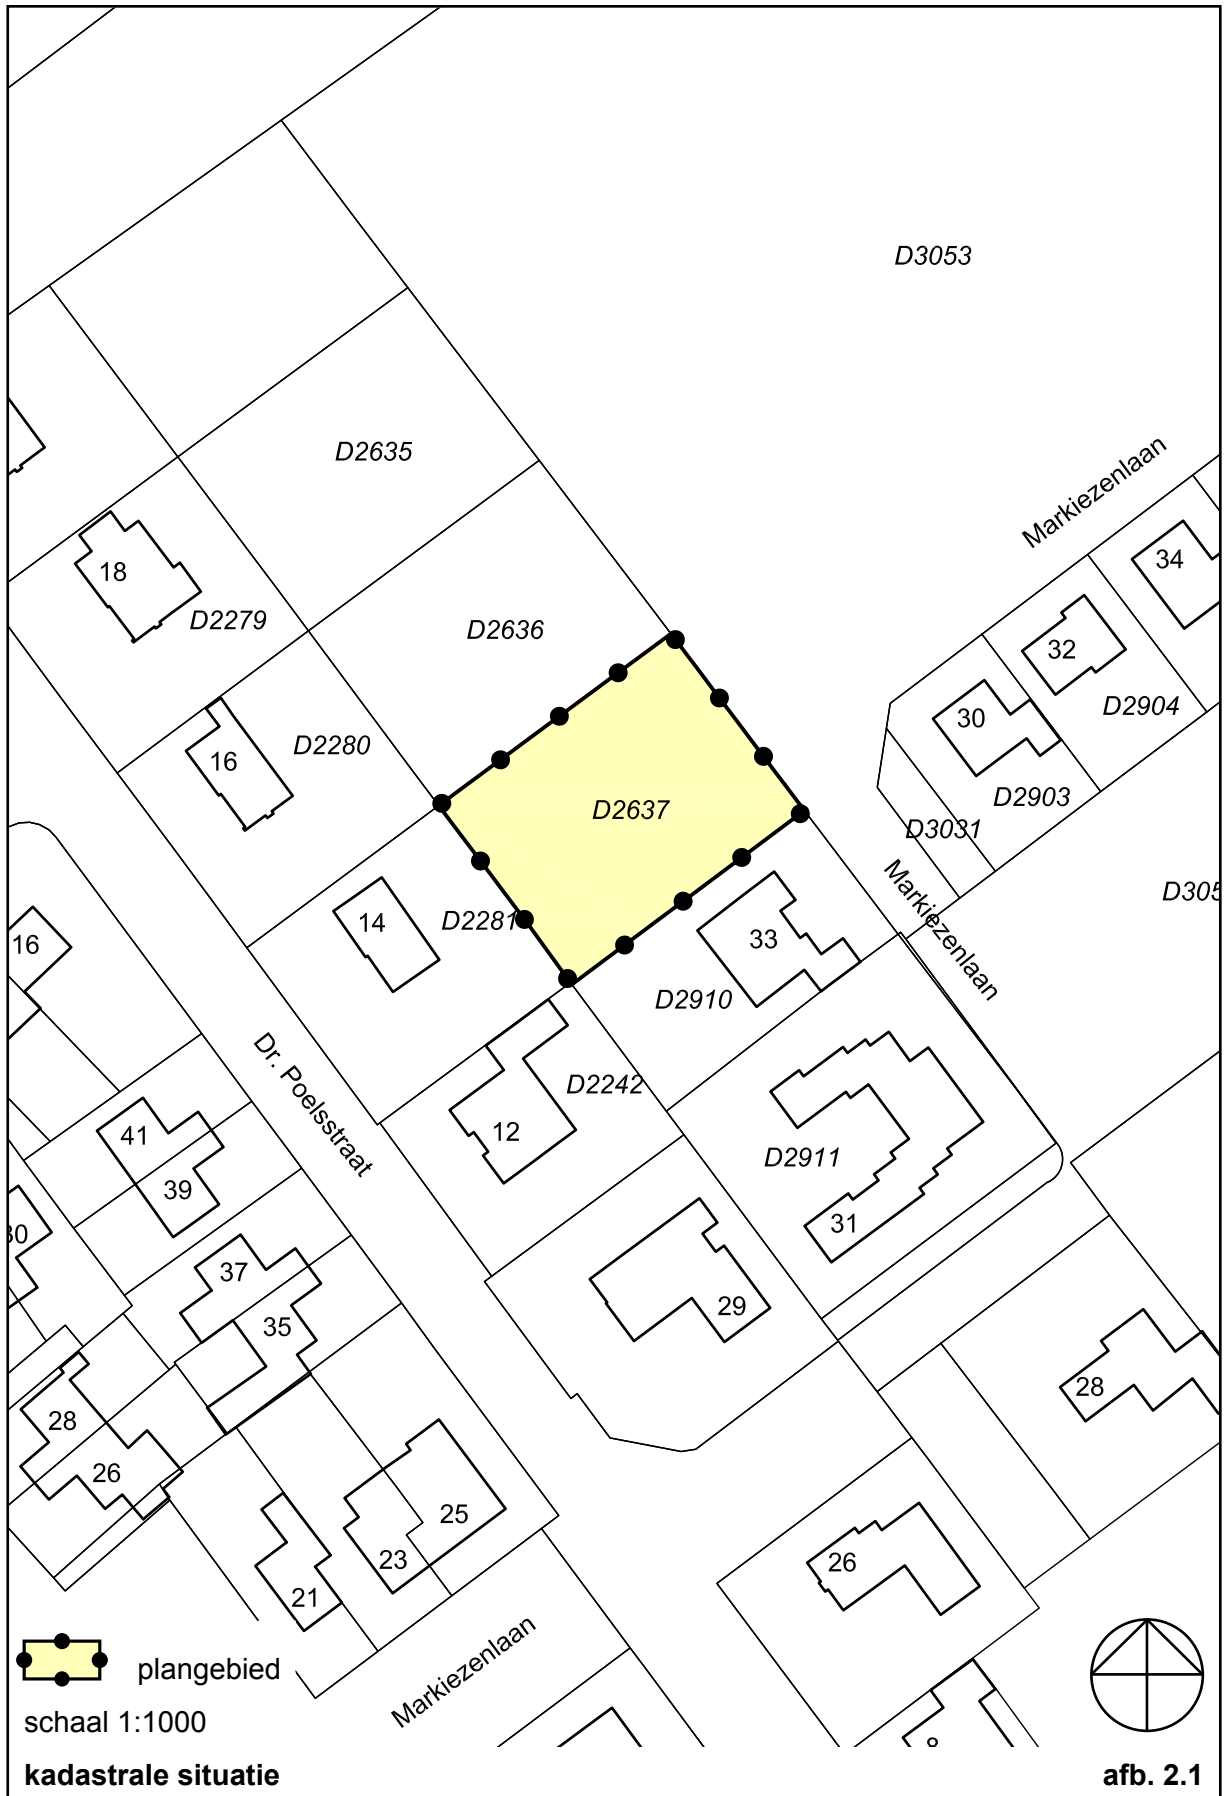 D3053
Markiezenlaan
D2635
34
18
D2279
D2636
32
D2904
30
16
D2280
D2903
D2637
D3031
Markiezenlaan
D305
14
D2281
33
16
D2910
Dr. Poelsstraat
D2242
12
41
D2911
39
31
30
37
29
35
28
28
26
25
23
26
21
Markiezenlaan
plangebied
schaal 1:1000
kadastrale situatie
afb. 2.1